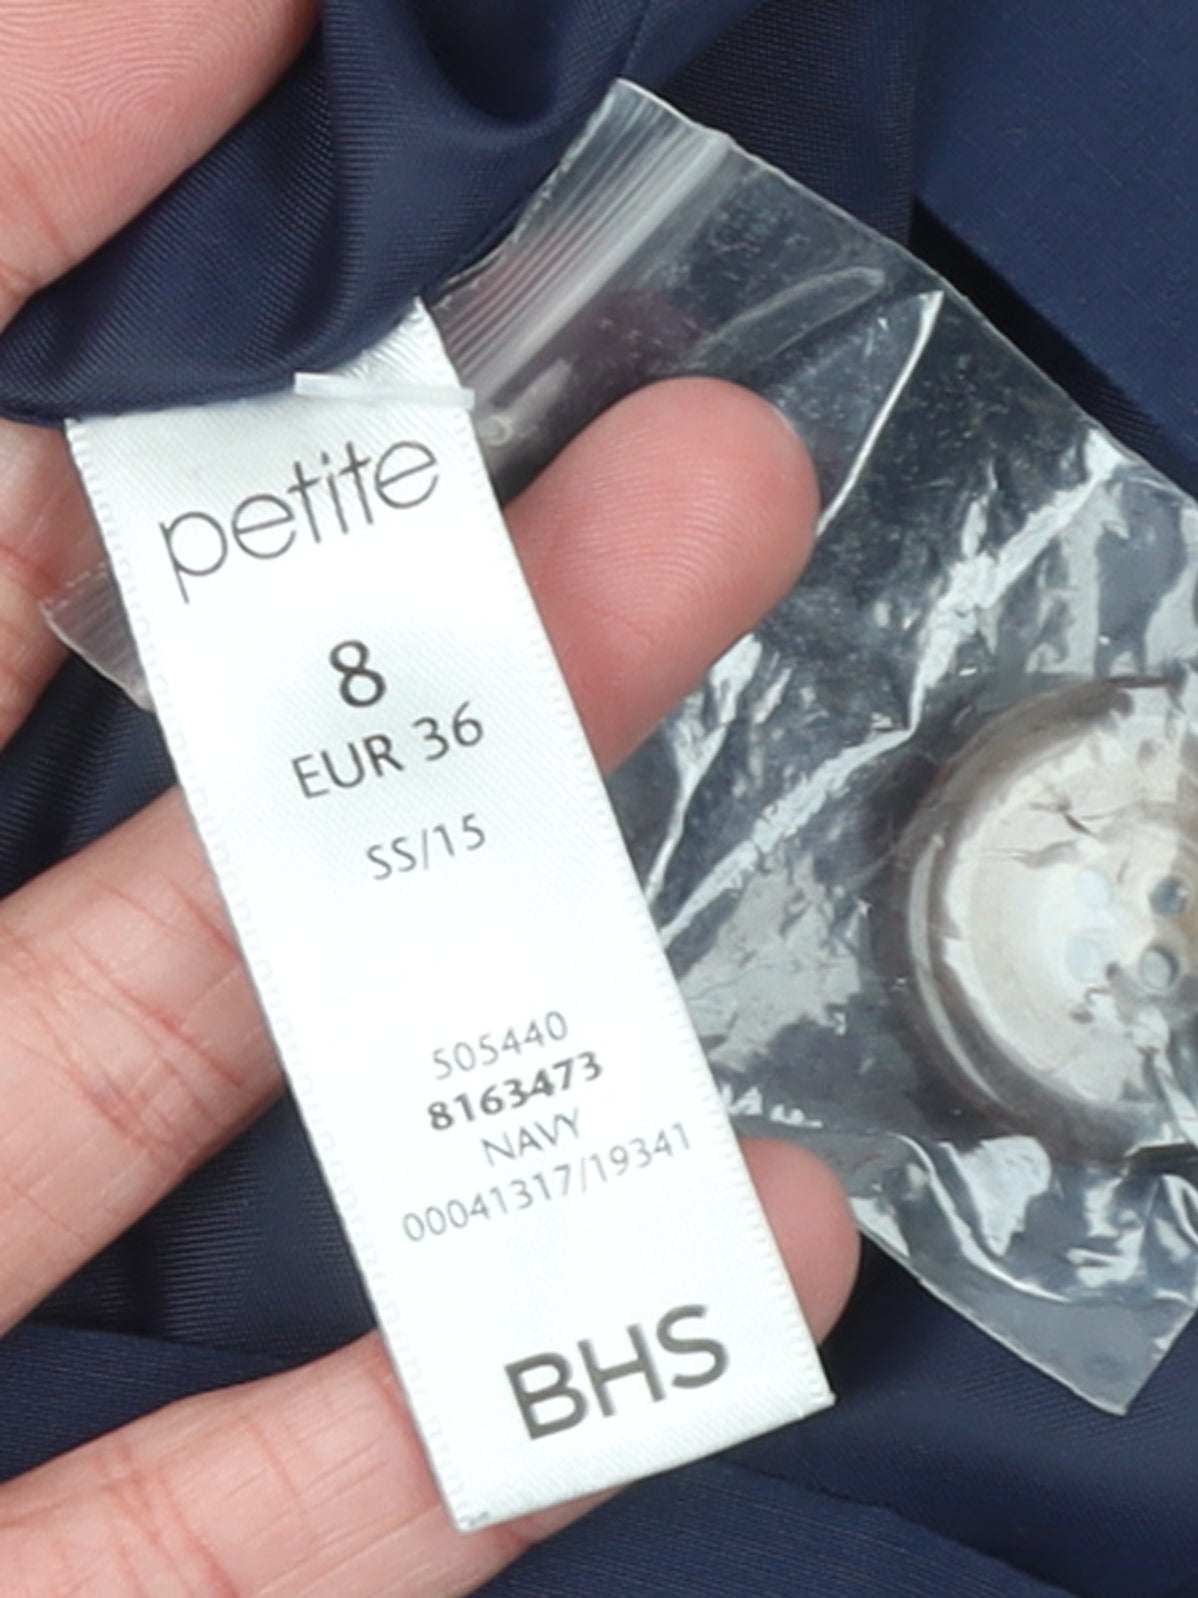 petite
8
EUR 36
SS/15
505440
8163473
NAVY
00041317/19341
BHS